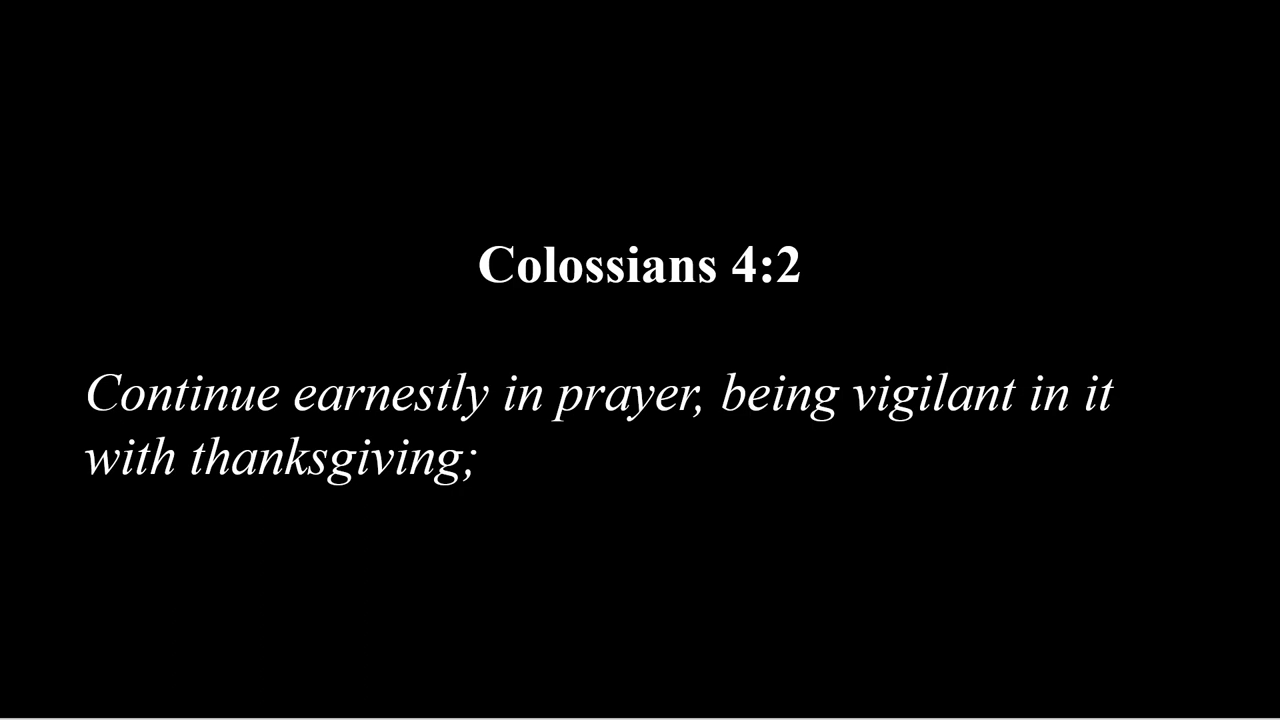 Colossians 4:2
Continue earnestly in prayer, being vigilant in it
with thanksgiving;